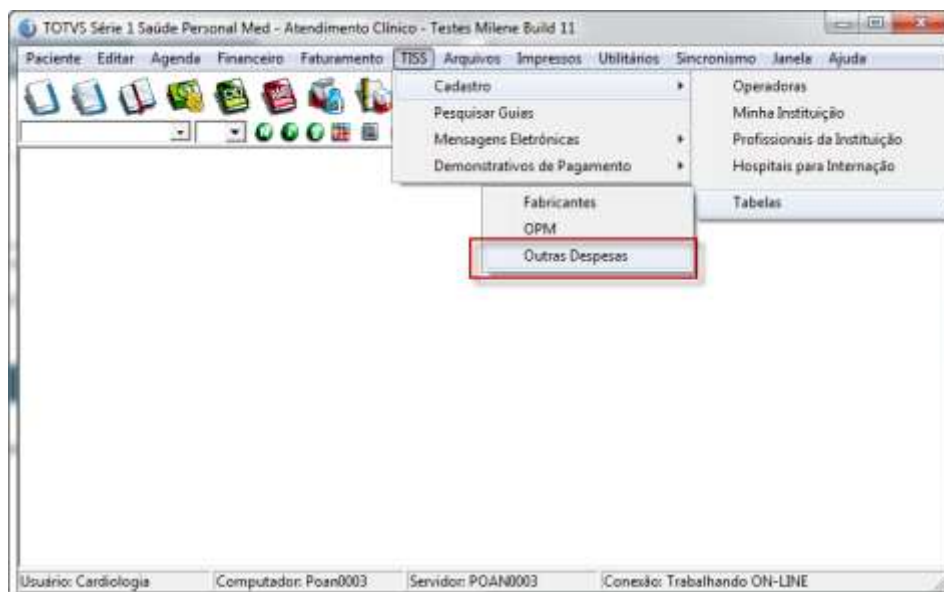 TOTVS Série 1 Saúde Personal Med - Atendimento Clínico - Testes Milene Build 11
Paciente Editar Agenda Financeiro Faturamento TISS Arquivos Impressos Utilitários Sincronismo Janela Ajuda
Cadastro
Pesquisar Guias
Mensagens Eletrônicas
Demonstrativos de Pagamento
Operadoras
Minha Instituição
Profissionais da Instituição
Hospitais para Internação
Tabelas
Fabricantes
OPM
Outras Despesas
Usuário: Cardiologia Computador: Poan0003 Servidor: POAN0003 Conexão: Trabalhando ON-LINE